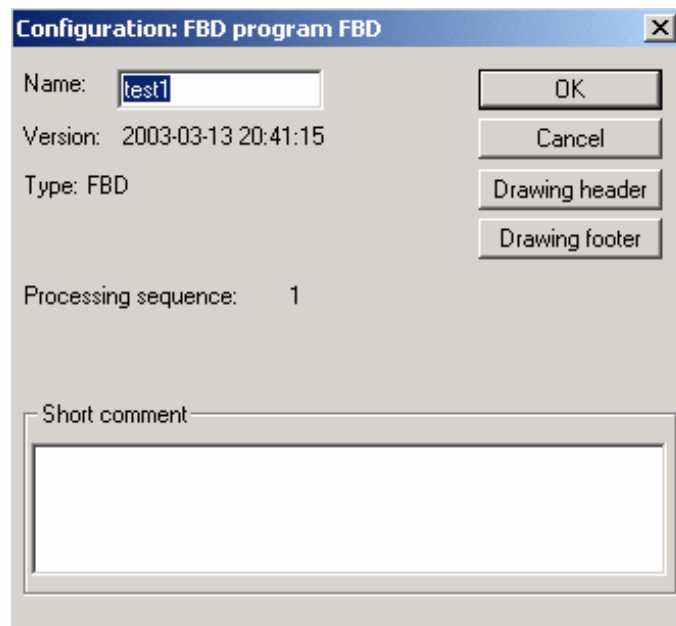 Configuration: FBD program FBD
Name: test1
OK
Version: 2003-03-13 20:41:15
Cancel
Type: FBD
Drawing header
Drawing footer
Processing sequence: 1
Short comment